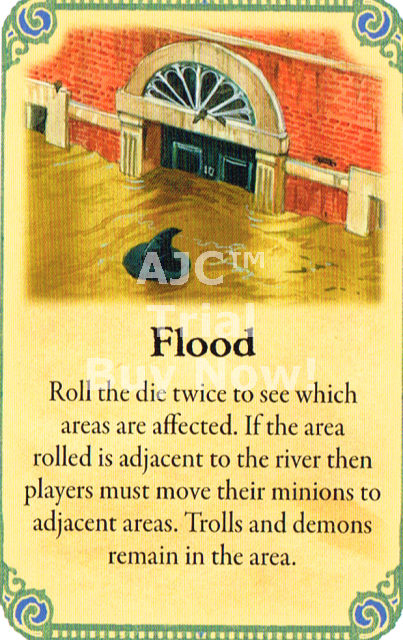 10
AJC™
Trial
Buy Now!
Flood
Roll the die twice to see which
areas are affected. If the area
rolled is adjacent to the river then
players must move their minions to
adjacent areas. Trolls and demons
remain in the area.